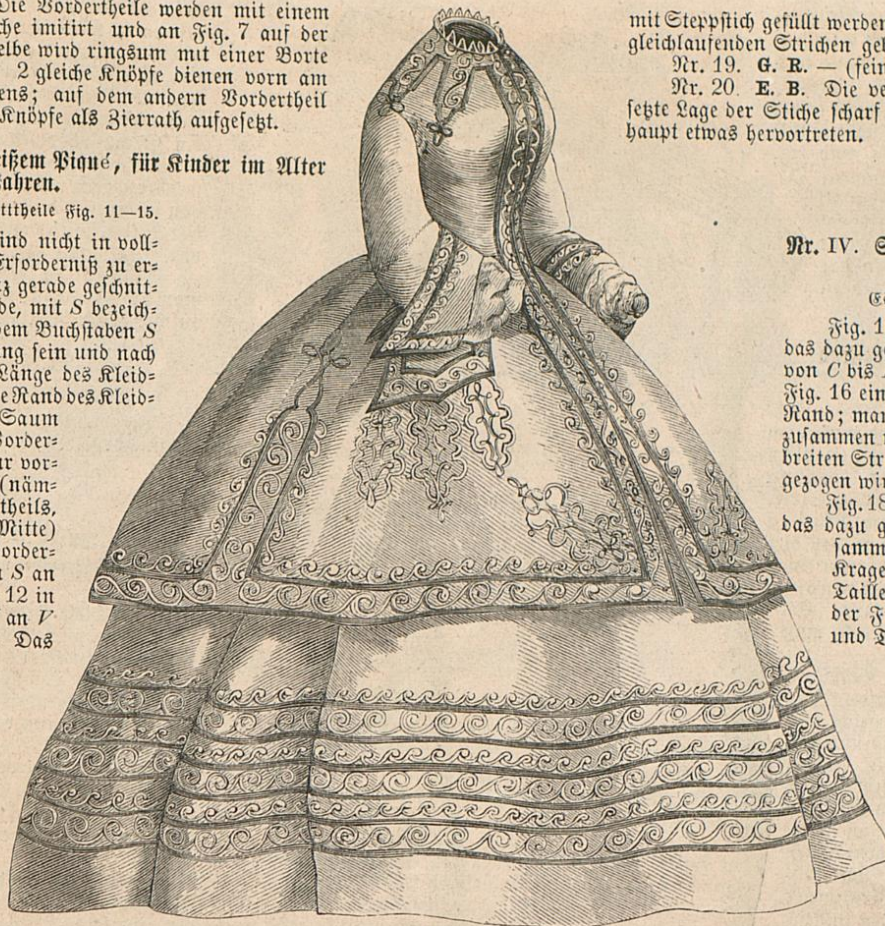 Die Vordertheile werden mit einem
che imitirt und an Fig. 7 auf der
elbe wird ringsum mit einer Borte
2 gleiche Knöpfe dienen vorn am
ens; auf dem andern Vordertheil
Knöpfe als Zierrath aufgesetzt.
ißem Piqué, für Kinder im Alter
ahren.
tttheile Fig. 11—15.
ind nicht in voll=
Erforderniß zu er=
z gerade geschnit=
de, mit S bezeich=
em Buchstaben S
ng sein und nach
Länge des Kleid=
e Rand des Kleid=
Saum
Vorder=
r vor=
(näm=
theils,
Mitte)
order=
S an
12 in
an V
Das
mit Steppstich gefüllt werden
gleichlaufenden Strichen gel
Nr. 19. G. R. — (fein
Nr. 20. E. B. Die ve
setzte Lage der Stiche scharf
haupt etwas hervortreten.
Nr. IV. S
Fig. 1
das dazu ge
von C bis
Fig. 16 ein
Rand; man
zusammen
breiten Str
gezogen wir
Fig. 18
das dazu g
samm
Krage
Taille
der F
und T